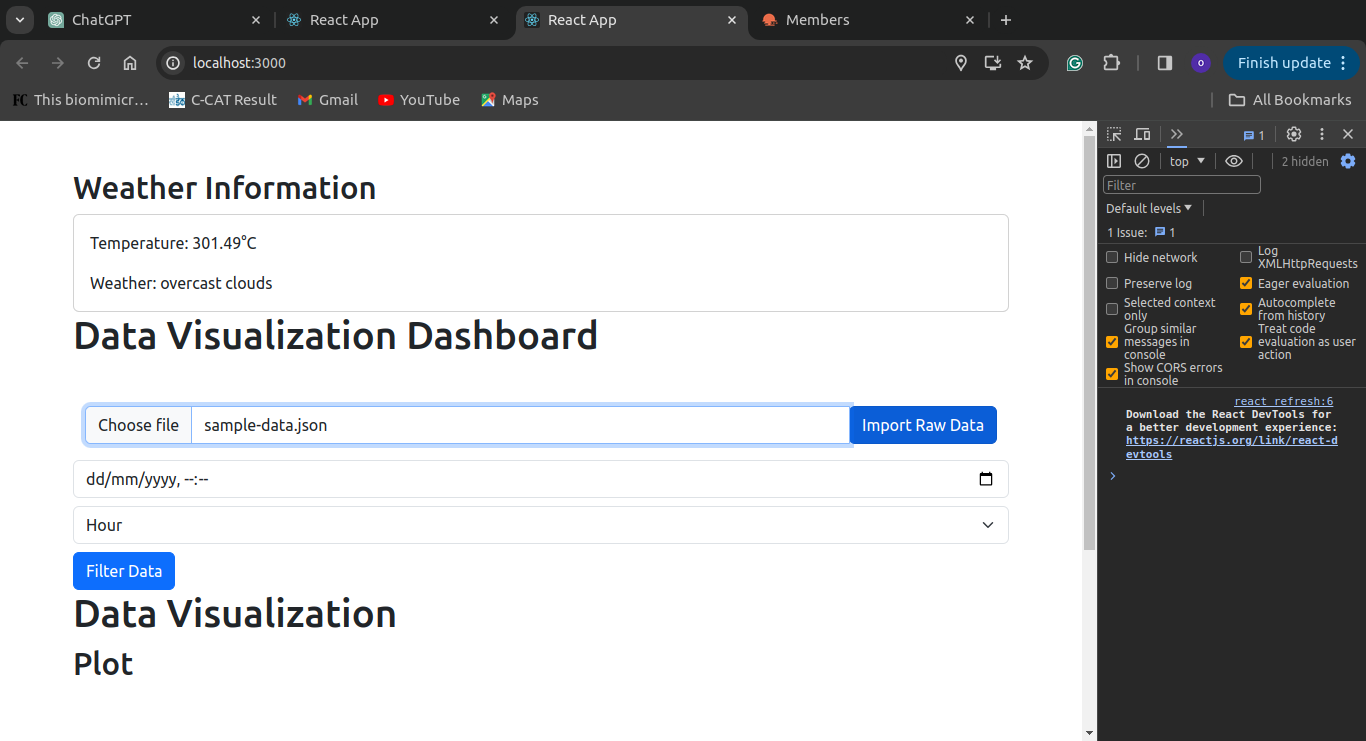 ChatGPT
React App
React App
Members
localhost:3000
Finish update
O
This biomimicr...
C-CAT Result
Gmail
YouTube
Maps
All Bookmarks
Weather Information
Temperature: 301.49°C
Weather: overcast clouds
Data Visualization Dashboard
Choose file
sample-data.json
Import Raw Data
dd/mm/yyyy, --:--
Hour
Filter Data
Data Visualization
Plot
1
top
2 hidden
Filter
Default levels
1 Issue:
1
Hide network
Log XMLHttpRequests
Preserve log
Eager evaluation
Selected context only
Autocomplete from history
Group similar messages in console
Treat code evaluation as user action
Show CORS errors in console
react refresh:6
Download the React DevTools for
a better development experience:
https://reactjs.org/link/react-d
evtools